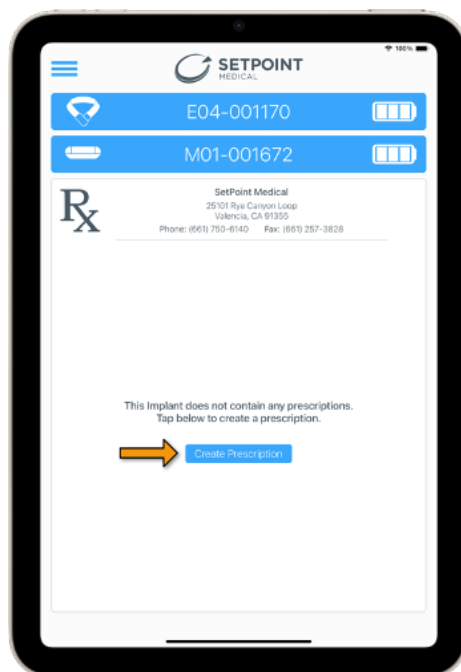 100%
SETPOINT
MEDICAL
E04-001170
M01-001672
Rx
SetPoint Medical
25101 Rye Canyon Loop
Valencia, CA 91355
Phone: (661) 750-6140 Fax: (661) 257-3828
This Implant does not contain any prescriptions.
Tap below to create a prescription.
Create Prescription